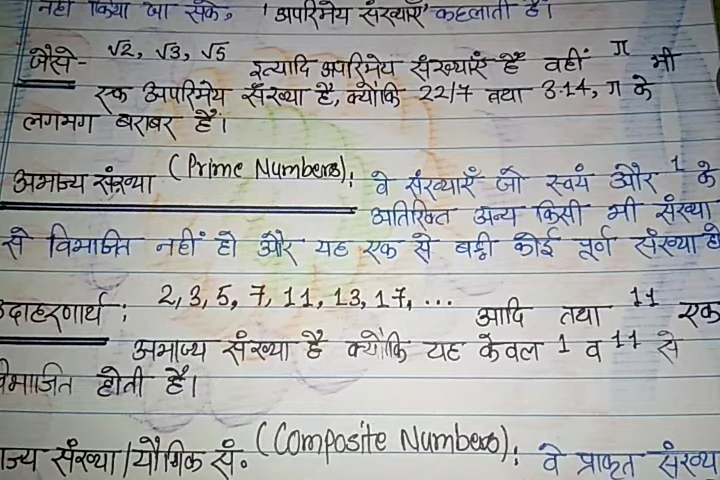 नहीं किया जा सके, 'अपरिमेय संख्याएँ' कहलाती हैं।
जैसे- √2, √3, √5 इत्यादि अपरिमेय संख्याएँ हैं वहीं π भी
एक अपरिमेय संख्या है, क्योंकि 22/7 तथा 3.14, π के
लगभग बराबर हैं।
अभाज्य संख्या (Prime Numbers): वे संख्याएँ जो स्वयं और 1 के
अतिरिक्त अन्य किसी भी संख्या
से विभाजित नहीं हो और यह एक से बड़ी कोई पूर्ण संख्या हो
उदाहरणार्थ : 2, 3, 5, 7, 11, 13, 17, ... आदि तथा 11 एक
अभाज्य संख्या है क्योंकि यह केवल 1 व 11 से
विभाजित होती है।
ज्य संख्या/यौगिक सं. (Composite Numbers): वे प्राकृत संख्य